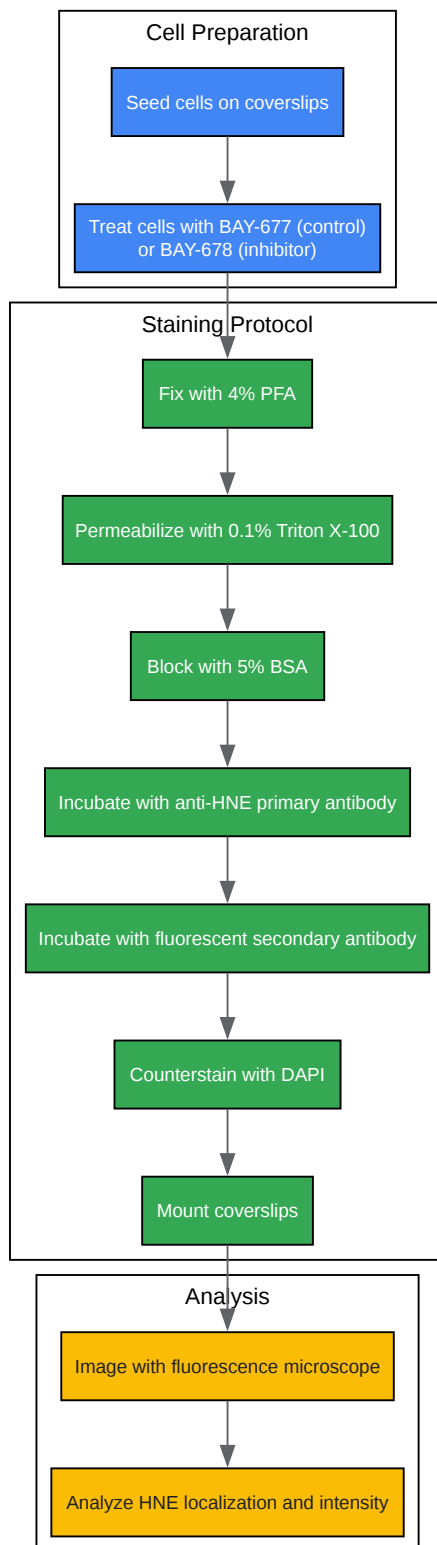 Cell Preparation
Seed cells on coverslips
Treat cells with BAY-677 (control)
or BAY-678 (inhibitor)
Staining Protocol
Fix with 4% PFA
Permeabilize with 0.1% Triton X-100
Block with 5% BSA
Incubate with anti-HNE primary antibody
Incubate with fluorescent secondary antibody
Counterstain with DAPI
Mount coverslips
Analysis
Image with fluorescence microscope
Analyze HNE localization and intensity